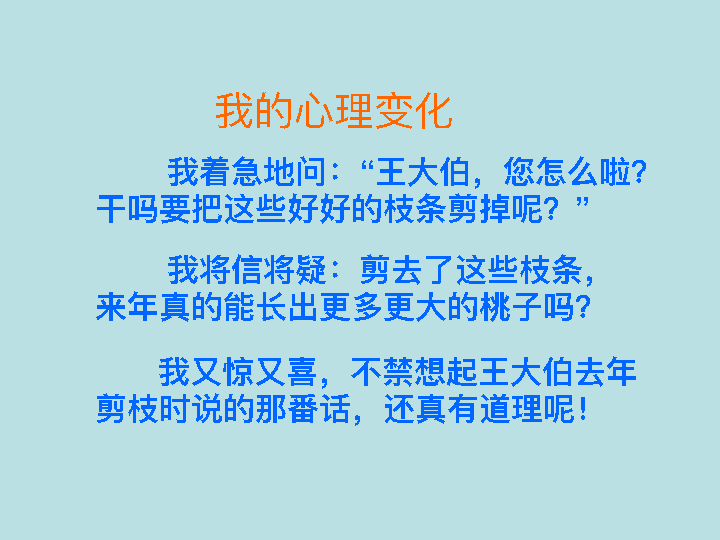 我的心理变化
我着急地问：“王大伯，您怎么啦？
干吗要把这些好好的枝条剪掉呢？”
我将信将疑：剪去了这些枝条，
来年真的能长出更多更大的桃子吗？
我又惊又喜，不禁想起王大伯去年
剪枝时说的那番话，还真有道理呢！